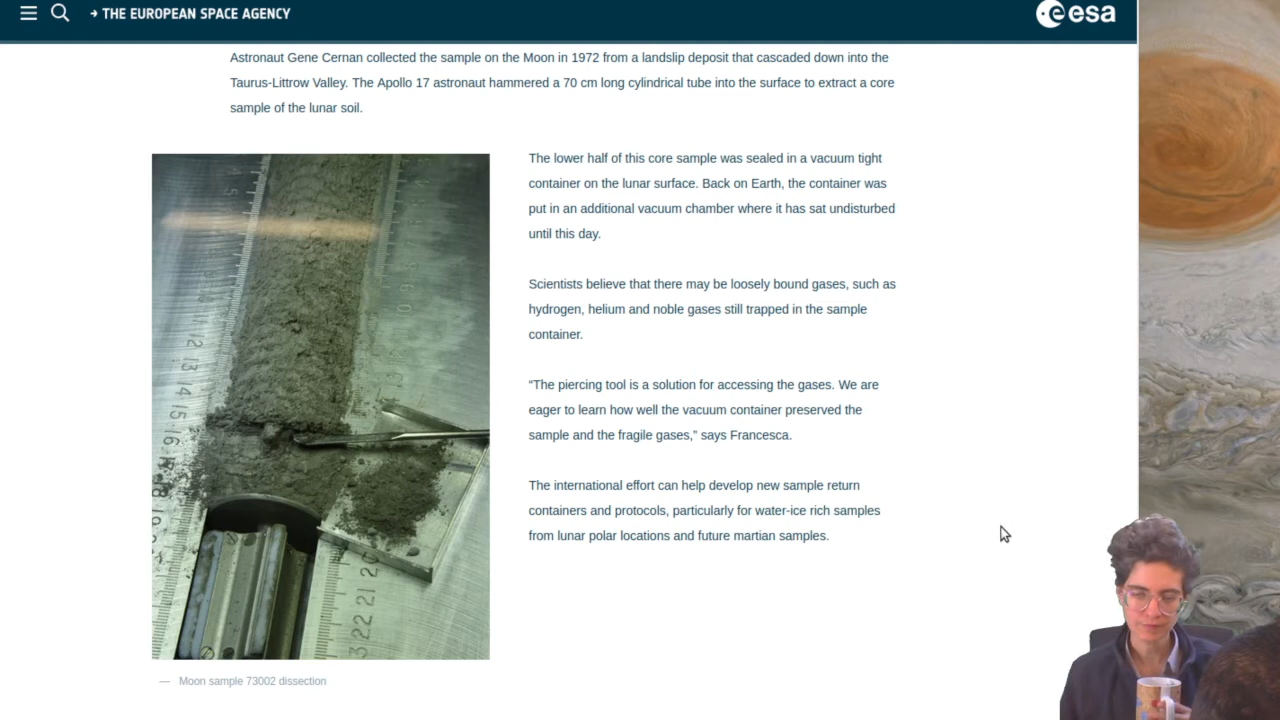 → THE EUROPEAN SPACE AGENCY
esa
Astronaut Gene Cernan collected the sample on the Moon in 1972 from a landslip deposit that cascaded down into the
Taurus-Littrow Valley. The Apollo 17 astronaut hammered a 70 cm long cylindrical tube into the surface to extract a core
sample of the lunar soil.
The lower half of this core sample was sealed in a vacuum tight
container on the lunar surface. Back on Earth, the container was
put in an additional vacuum chamber where it has sat undisturbed
until this day.
Scientists believe that there may be loosely bound gases, such as
hydrogen, helium and noble gases still trapped in the sample
container.
“The piercing tool is a solution for accessing the gases. We are
eager to learn how well the vacuum container preserved the
sample and the fragile gases,” says Francesca.
The international effort can help develop new sample return
containers and protocols, particularly for water-ice rich samples
from lunar polar locations and future martian samples.
12
13
14
15
16
20
21
22
— Moon sample 73002 dissection